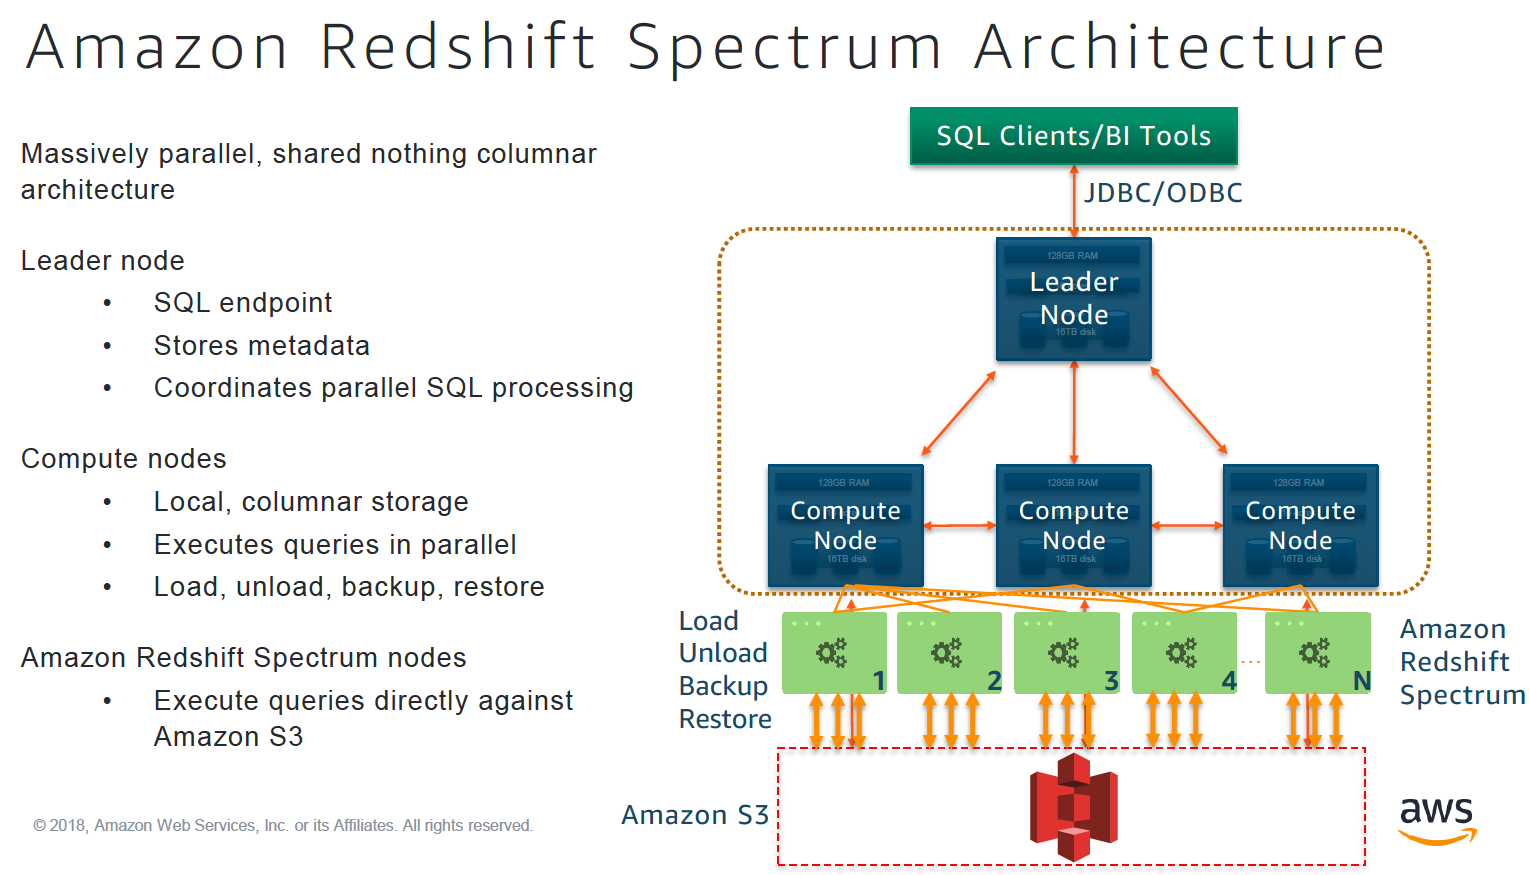 Amazon Redshift Spectrum Architecture
Massively parallel, shared nothing columnar
architecture
Leader node
• SQL endpoint
• Stores metadata
• Coordinates parallel SQL processing
Compute nodes
• Local, columnar storage
• Executes queries in parallel
• Load, unload, backup, restore
Amazon Redshift Spectrum nodes
• Execute queries directly against
Amazon S3
© 2018, Amazon Web Services, Inc. or its Affiliates. All rights reserved.
SQL Clients/BI Tools
JDBC/ODBC
128GB RAM
Leader
Node
16TB disk
128GB RAM
Compute
Node
16TB disk
128GB RAM
Compute
Node
16TB disk
128GB RAM
Compute
Node
16TB disk
Load
Unload
Backup
Restore
1
2
3
4
...
N
Amazon
Redshift
Spectrum
Amazon S3
aws